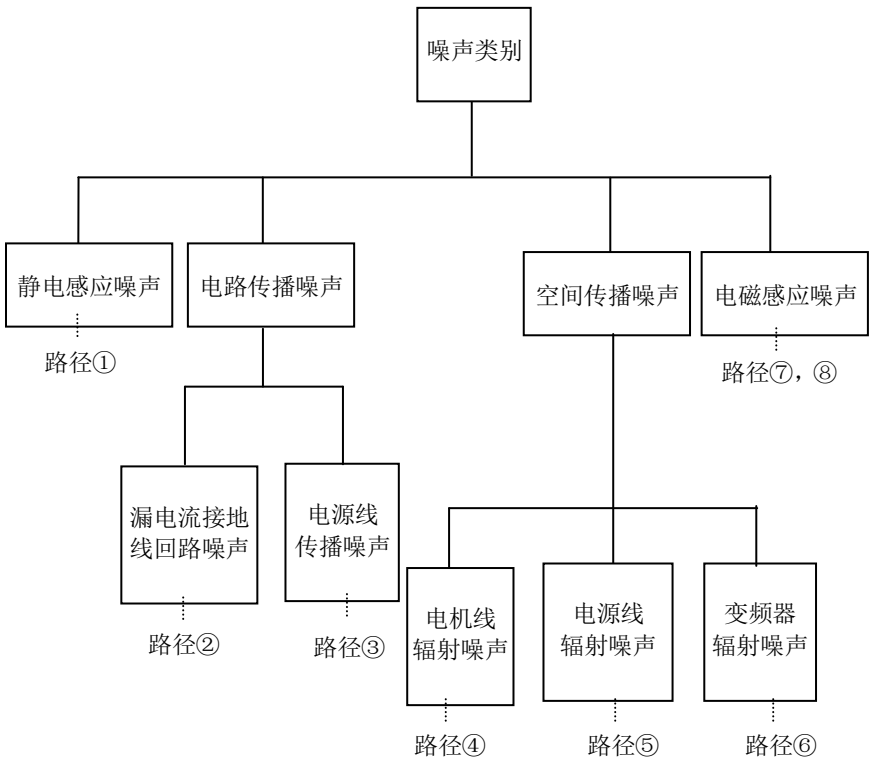 噪声类别
静电感应噪声
电路传播噪声
空间传播噪声
电磁感应噪声
路径①
路径⑦，⑧
漏电流接地
线回路噪声
电源线
传播噪声
路径②
路径③
电机线
辐射噪声
电源线
辐射噪声
变频器
辐射噪声
路径④
路径⑤
路径⑥